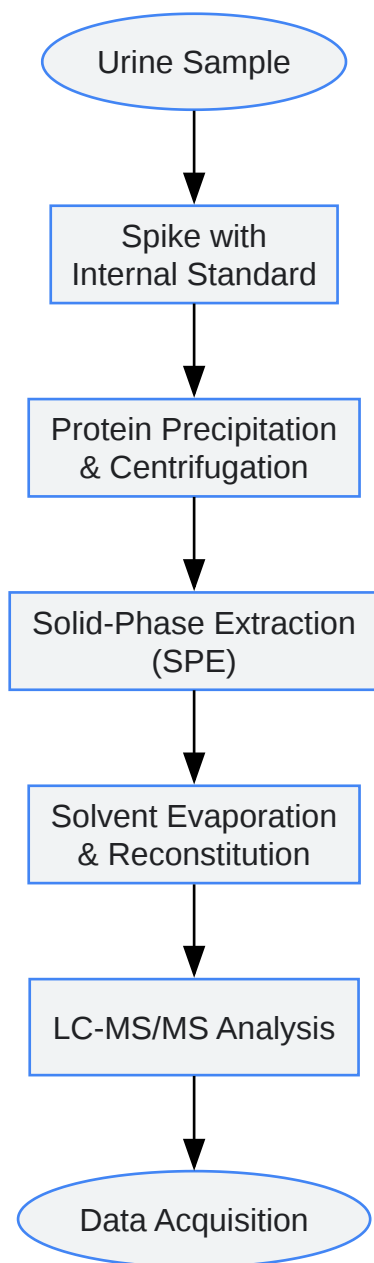 Urine Sample
Spike with
Internal Standard
Protein Precipitation
& Centrifugation
Solid-Phase Extraction
(SPE)
Solvent Evaporation
& Reconstitution
LC-MS/MS Analysis
Data Acquisition